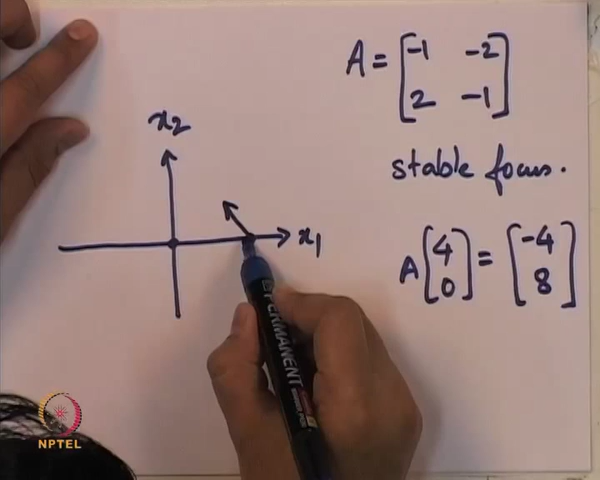 A = [-1 -2
2 -1]
stable focus.
x2
x1
A [4 0] = [-4 8]
PERMANENT
NPTEL